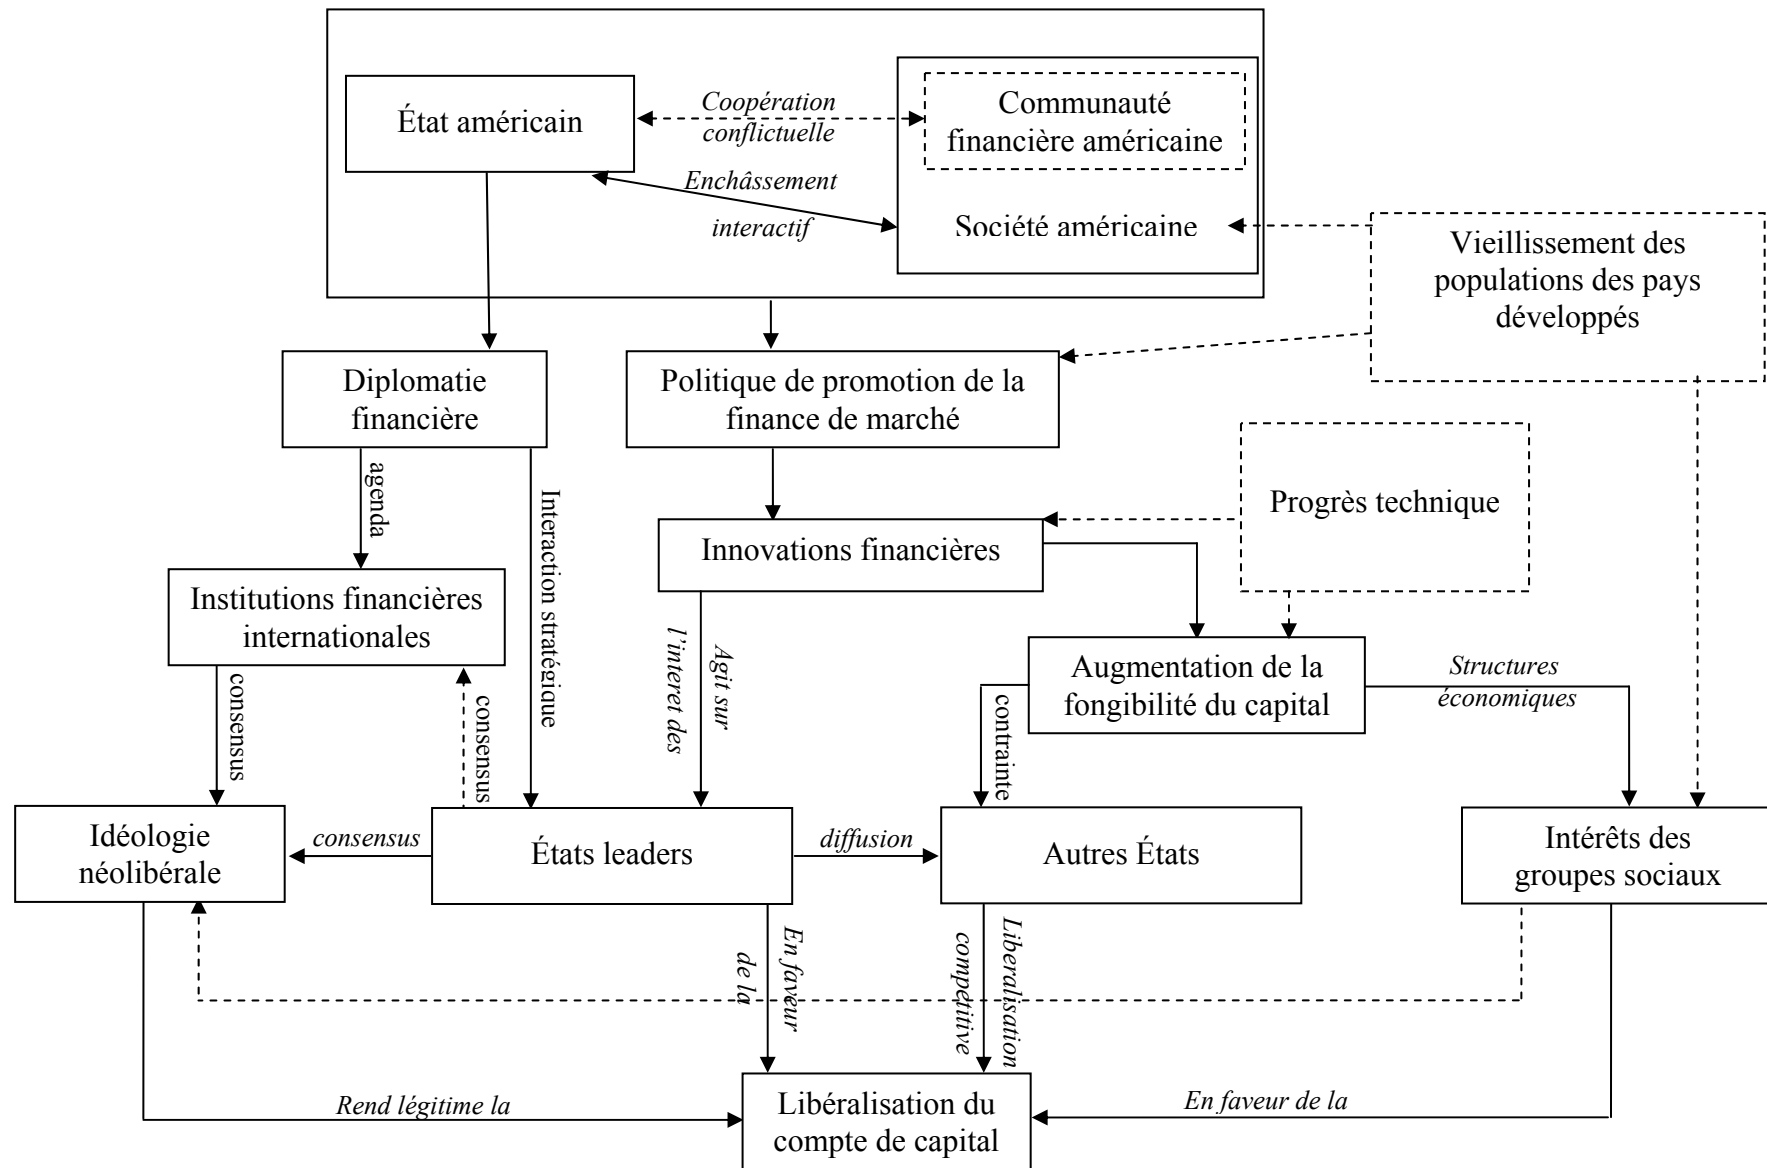 État américain
Coopération
conflictuelle
Communauté
financière américaine
Enchâssement
interactif
Société américaine
Vieillissement des
populations des pays
développés
Diplomatie
financière
Politique de promotion de la
finance de marché
agenda
Interaction stratégique
Progrès technique
Innovations financières
Institutions financières
internationales
Agit sur
l'interet des
Augmentation de la
fongibilité du capital
Structures
économiques
consensus
consensus
contrainte
Idéologie
néolibérale
consensus
États leaders
diffusion
Autres États
Intérêts des
groupes sociaux
En faveur
de la
Liberalisation
competitive
Rend légitime la
Libéralisation du
compte de capital
En faveur de la